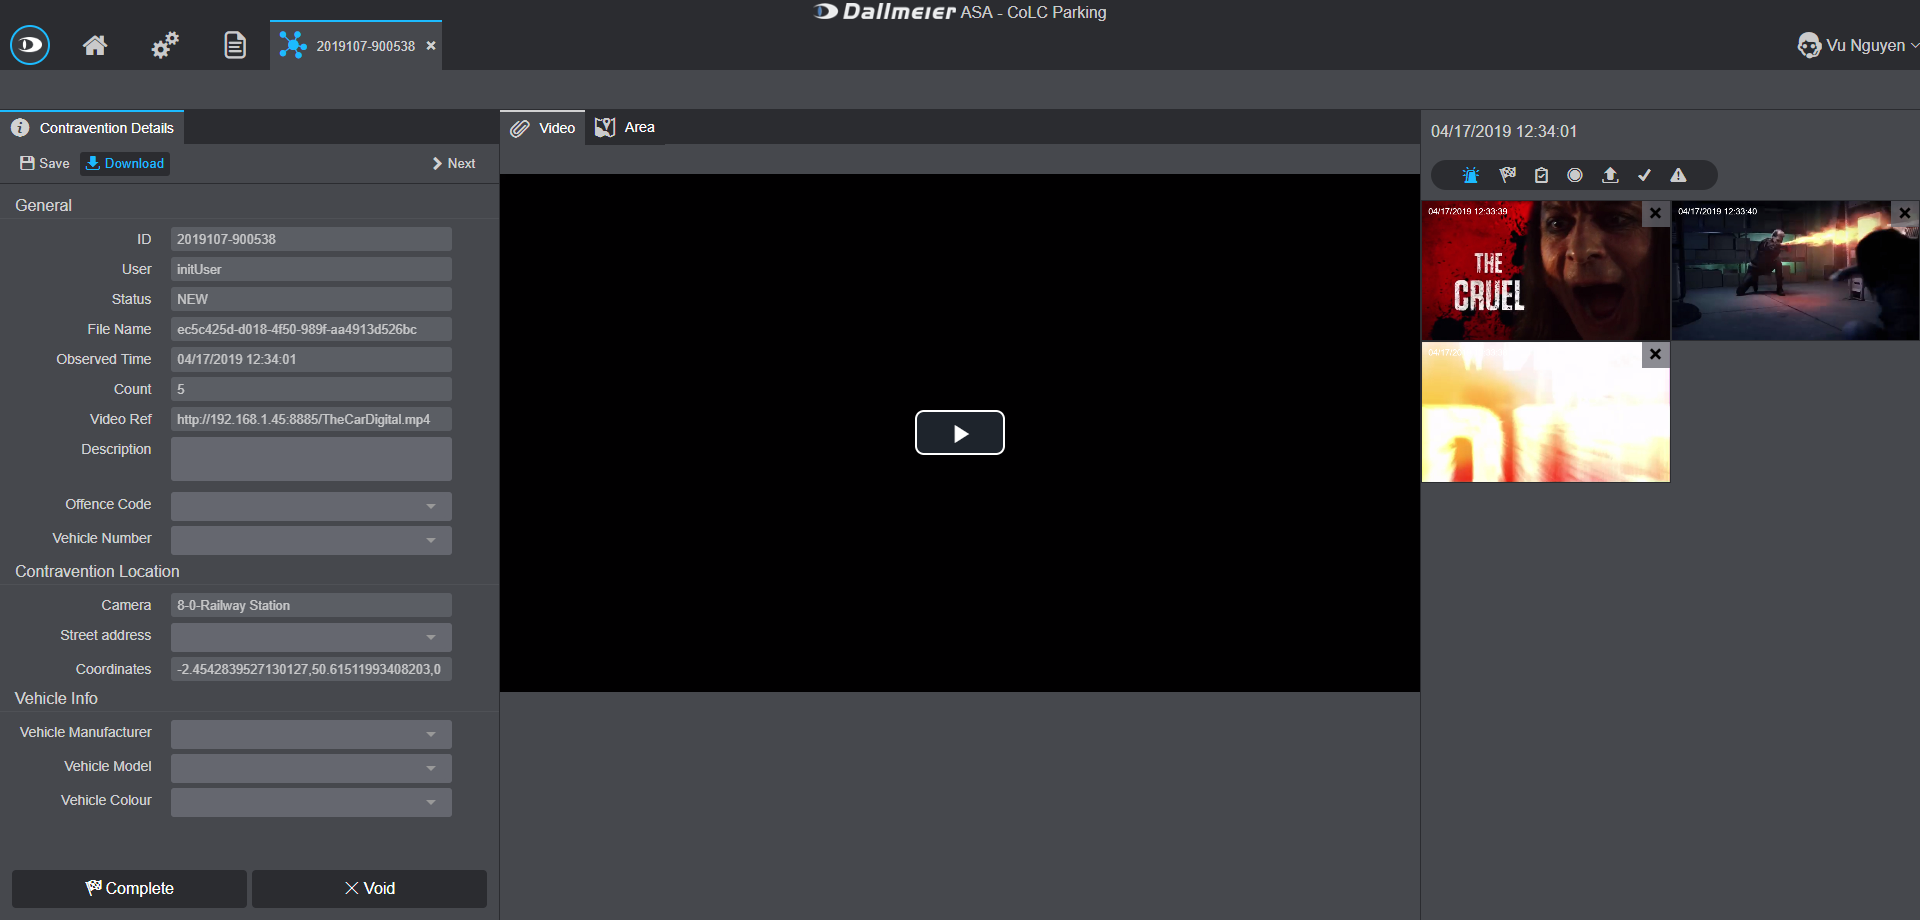 Dallmeier ASA - CoLC Parking
2019107-900538
Vu Nguyen
Contravention Details
Save Download Next
General
ID 2019107-900538
User initUser
Status NEW
File Name ec5c425d-d018-4f50-989f-aa4913d526bc
Observed Time 04/17/2019 12:34:01
Count 5
Video Ref http://192.168.1.45:8885/TheCarDigital.mp4
Description
Offence Code
Vehicle Number
Contravention Location
Camera 8-0-Railway Station
Street address
Coordinates -2.4542839527130127,50.61511993408203,0
Vehicle Info
Vehicle Manufacturer
Vehicle Model
Vehicle Colour
Complete Void
Video Area
04/17/2019 12:34:01
04/17/2019 12:33:39
THE
CRUEL
04/17/2019 12:33:40